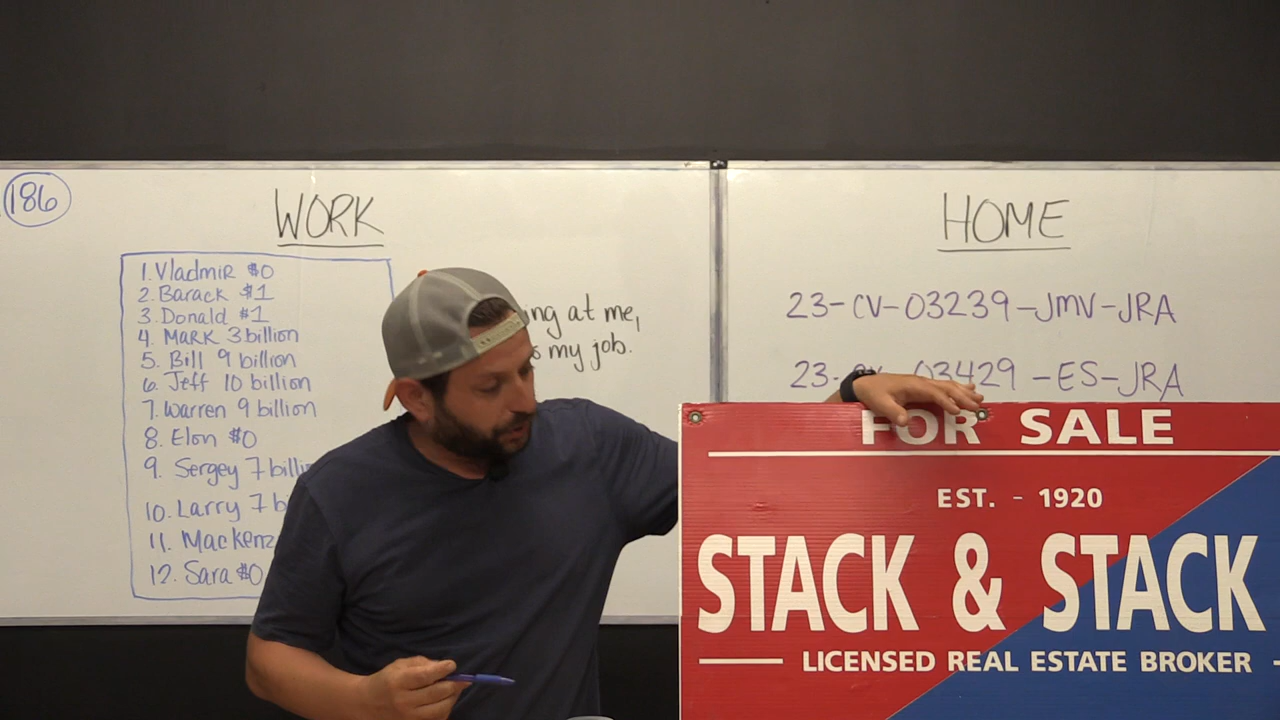 186
WORK
1. Vladmir $0
2. Barack $1
3. Donald $1
4. Mark 3 billion
5. Bill 9 billion
6. Jeff 10 billion
7. Warren 9 billion
8. Elon $0
9. Sergey 7 billi
10. Larry 7 b
11. Mackenz
12. Sara $0
ing at me,
my job.
HOME
23-CV-03239-JMV-JRA
23- 03429-ES-JRA
FOR SALE
EST. - 1920
STACK & STACK
LICENSED REAL ESTATE BROKER